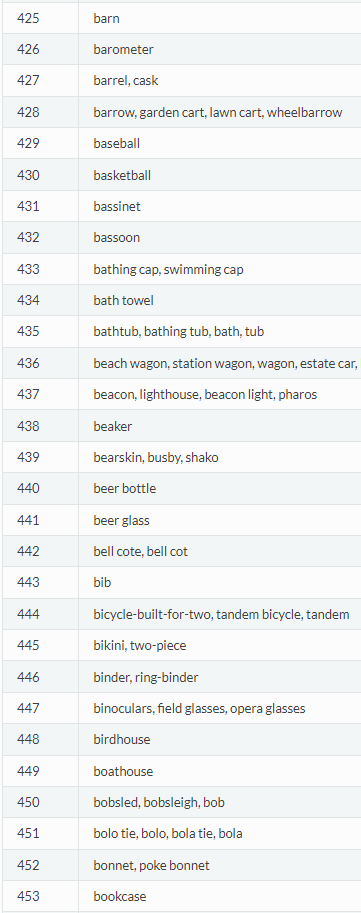 425 barn
426 barometer
427 barrel, cask
428 barrow, garden cart, lawn cart, wheelbarrow
429 baseball
430 basketball
431 bassinet
432 bassoon
433 bathing cap, swimming cap
434 bath towel
435 bathtub, bathing tub, bath, tub
436 beach wagon, station wagon, wagon, estate car,
437 beacon, lighthouse, beacon light, pharos
438 beaker
439 bearskin, busby, shako
440 beer bottle
441 beer glass
442 bell cote, bell cot
443 bib
444 bicycle-built-for-two, tandem bicycle, tandem
445 bikini, two-piece
446 binder, ring-binder
447 binoculars, field glasses, opera glasses
448 birdhouse
449 boathouse
450 bobsled, bobsleigh, bob
451 bolo tie, bolo, bola tie, bola
452 bonnet, poke bonnet
453 bookcase